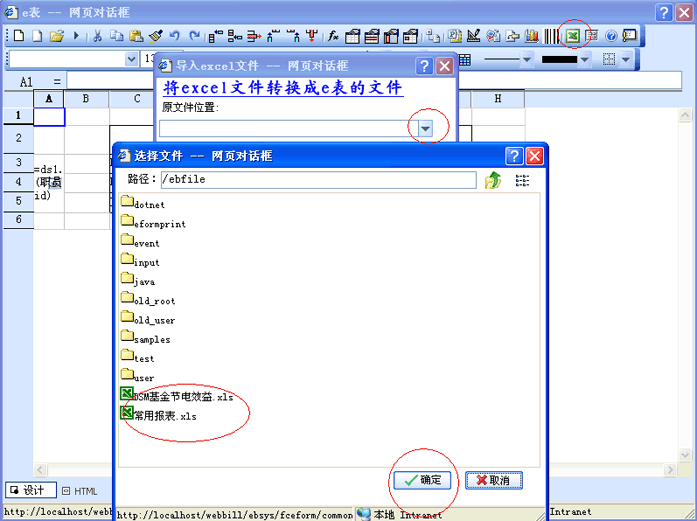 e表 -- 网页对话框
13
A1 =
导入excel文件 -- 网页对话框
将excel文件转换成e表的文件
原文件位置:
A B C H
1
2
3
4
5
6
=ds1.
(职员
id)
选择文件 -- 网页对话框
路径: /ebfile
dotnet
eformprint
event
input
java
old_root
old_user
samples
test
user
DSM基金节电效益.xls
常用报表.xls
确定 取消
设计 HTML
http://localhost/webb
http://localhost/webbill/ebsys/fceform/common 本地 Intranet
Intranet